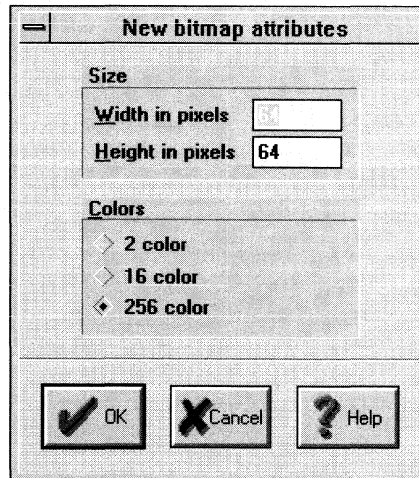 New bitmap attributes
Size
Width in pixels 64
Height in pixels 64
Colors
2 color
16 color
256 color
OK
Cancel
Help